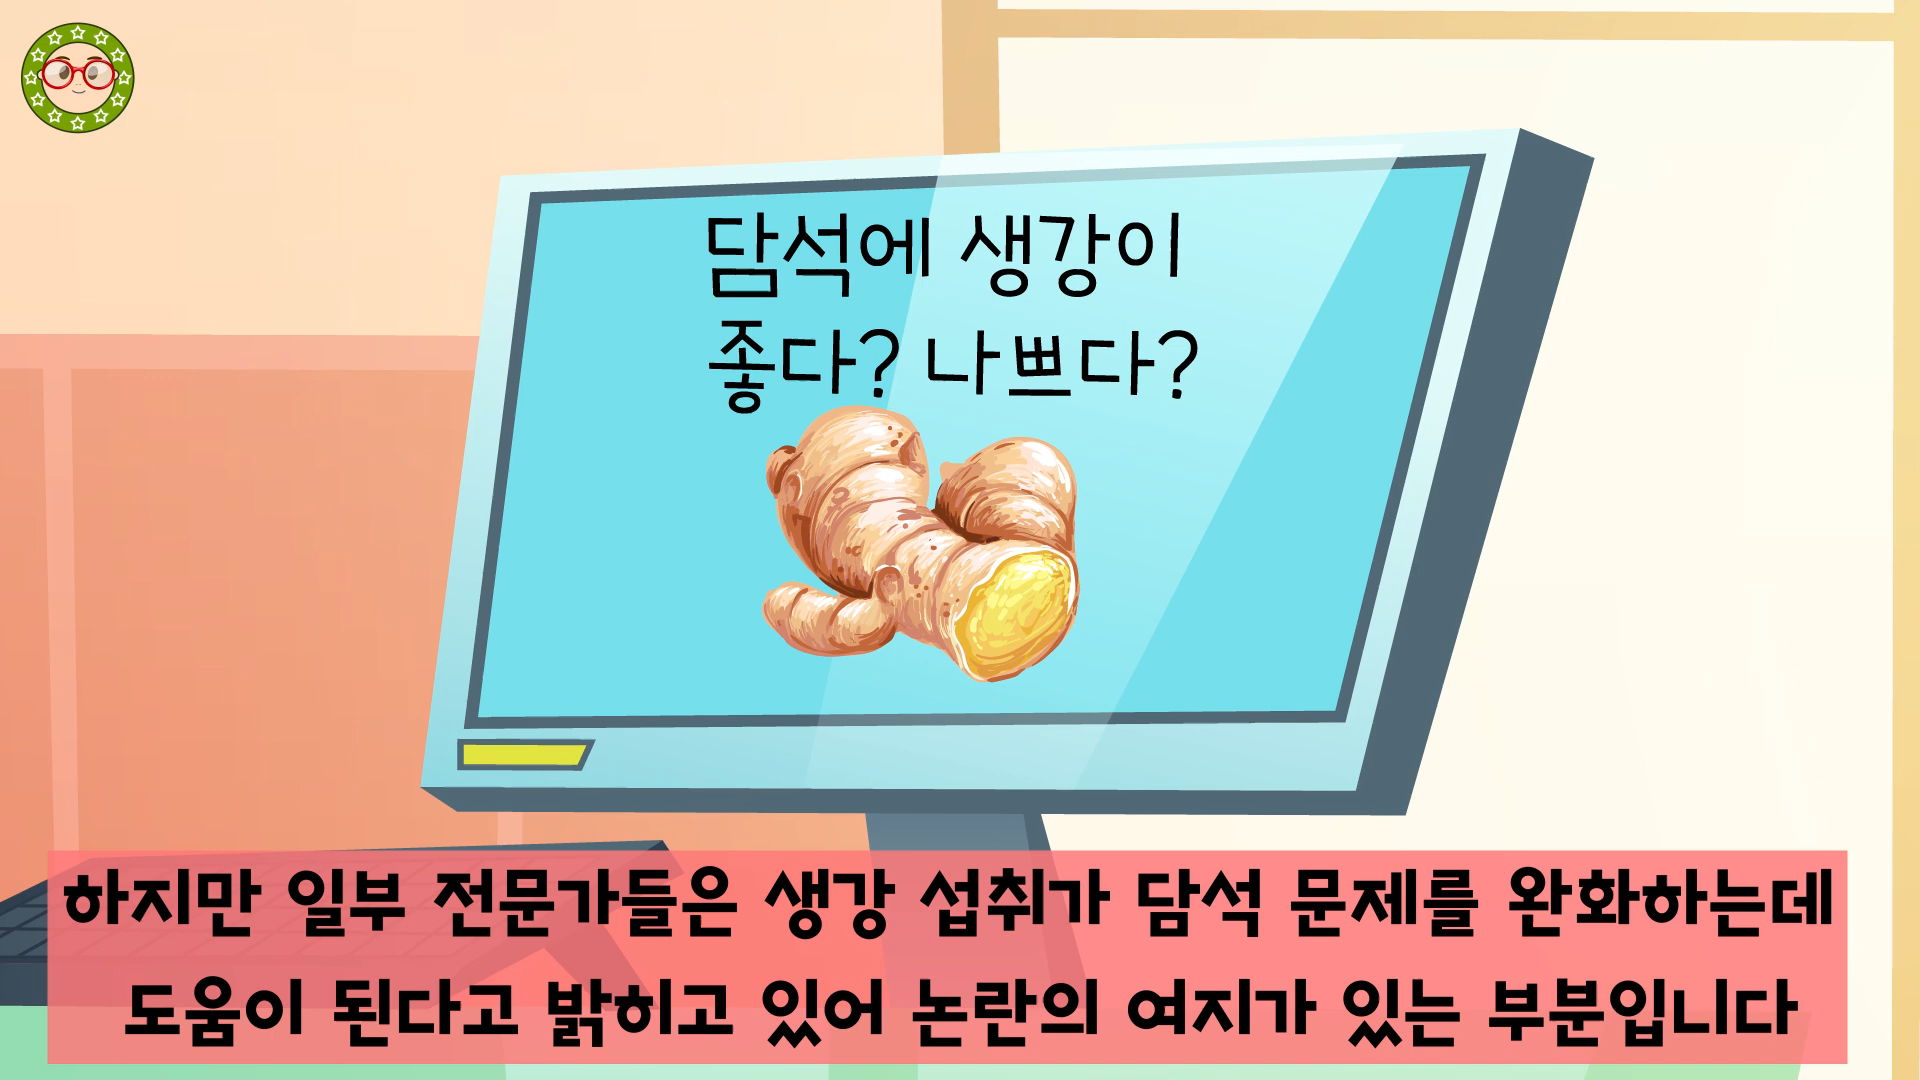 담석에 생강이
좋다? 나쁘다?
하지만 일부 전문가들은 생강 섭취가 담석 문제를 완화하는데
도움이 된다고 밝히고 있어 논란의 여지가 있는 부분입니다